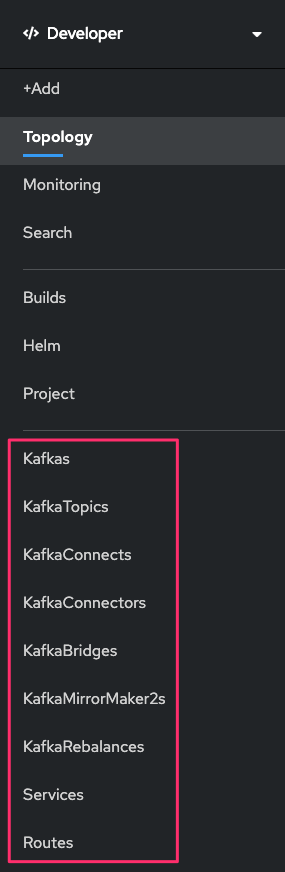 </> Developer
+Add
Topology
Monitoring
Search
Builds
Helm
Project
Kafkas
KafkaTopics
KafkaConnects
KafkaConnectors
KafkaBridges
KafkaMirrorMaker2s
KafkaRebalances
Services
Routes